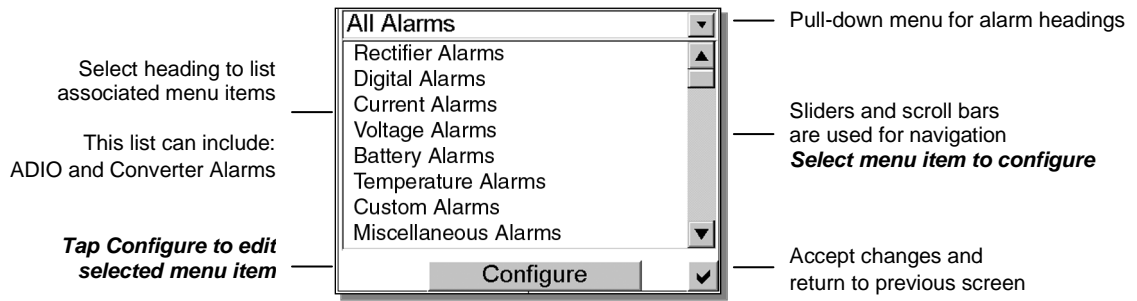 All Alarms
Rectifier Alarms
Digital Alarms
Current Alarms
Voltage Alarms
Battery Alarms
Temperature Alarms
Custom Alarms
Miscellaneous Alarms
Configure
Select heading to list
associated menu items
This list can include:
ADIO and Converter Alarms
Tap Configure to edit
selected menu item
Pull-down menu for alarm headings
Sliders and scroll bars
are used for navigation
Select menu item to configure
Accept changes and
return to previous screen